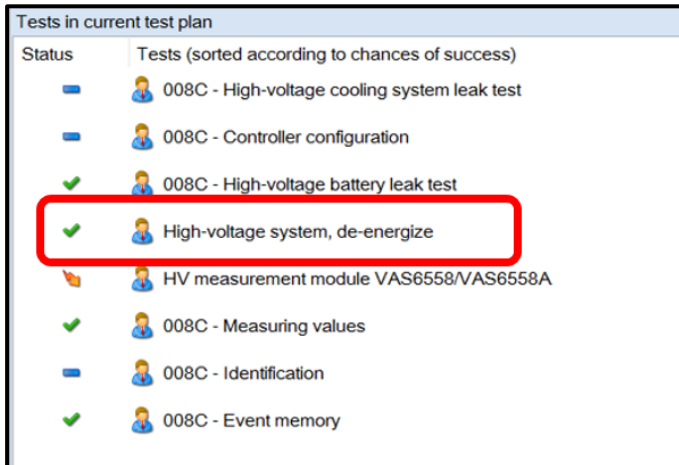 Tests in current test plan
Status Tests (sorted according to chances of success)
008C - High-voltage cooling system leak test
008C - Controller configuration
008C - High-voltage battery leak test
High-voltage system, de-energize
HV measurement module VAS6558/VAS6558A
008C - Measuring values
008C - Identification
008C - Event memory